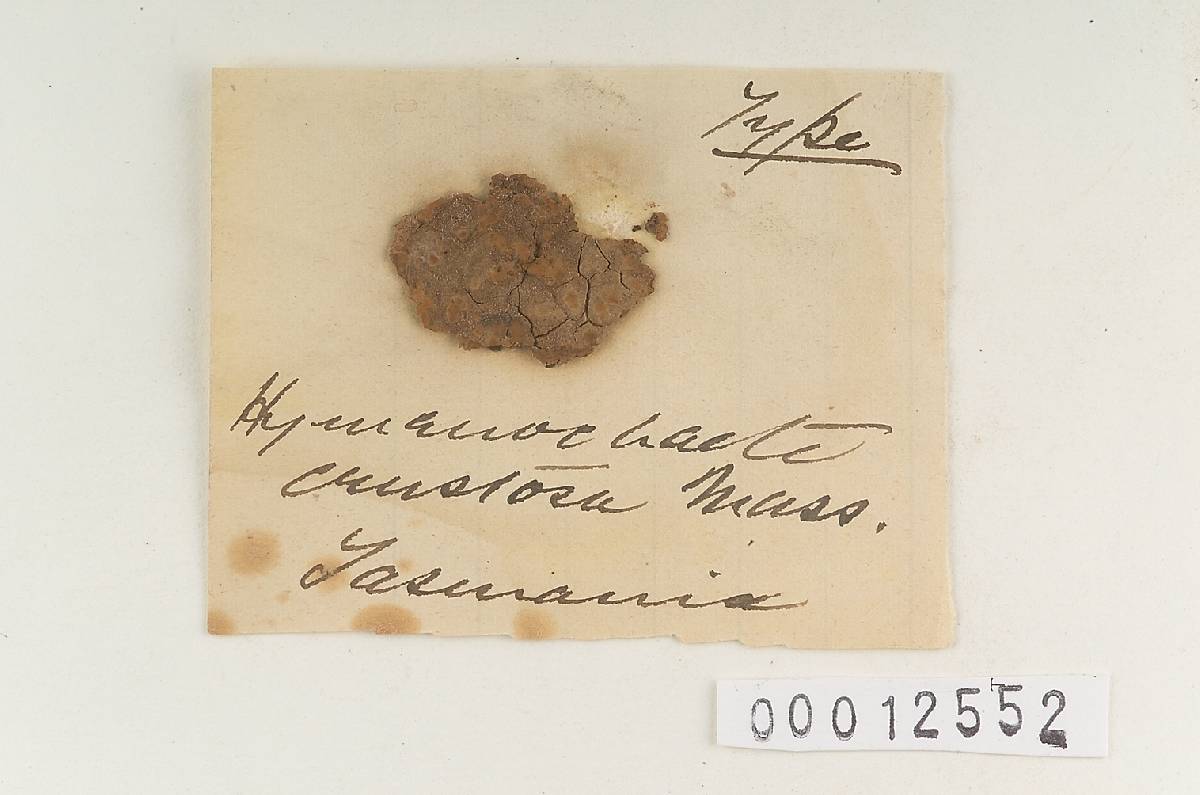 Type
Hymenochaete
crustosa Mass.
Tasmania
00012552